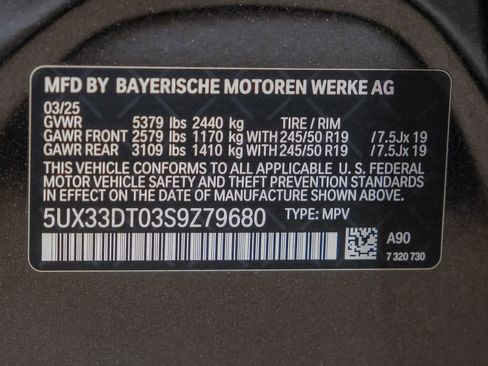 MFD BY BAYERISCHE MOTOREN WERKE AG
03/25
GVWR 5379 lbs 2440 kg TIRE / RIM
GAWR FRONT 2579 lbs 1170 kg WITH 245/50 R19 /7.5Jx 19
GAWR REAR 3109 lbs 1410 kg WITH 245/50 R19 /7.5Jx 19
THIS VEHICLE CONFORMS TO ALL APPLICABLE U. S. FEDERAL
MOTOR VEHICLE SAFETY AND THEFT PREVENTION STANDARDS
IN EFFECT ON THE DATE OF MANUFACTURE SHOWN ABOVE.
5UX33DT03S9Z79680 TYPE: MPV
A90
7 320 730